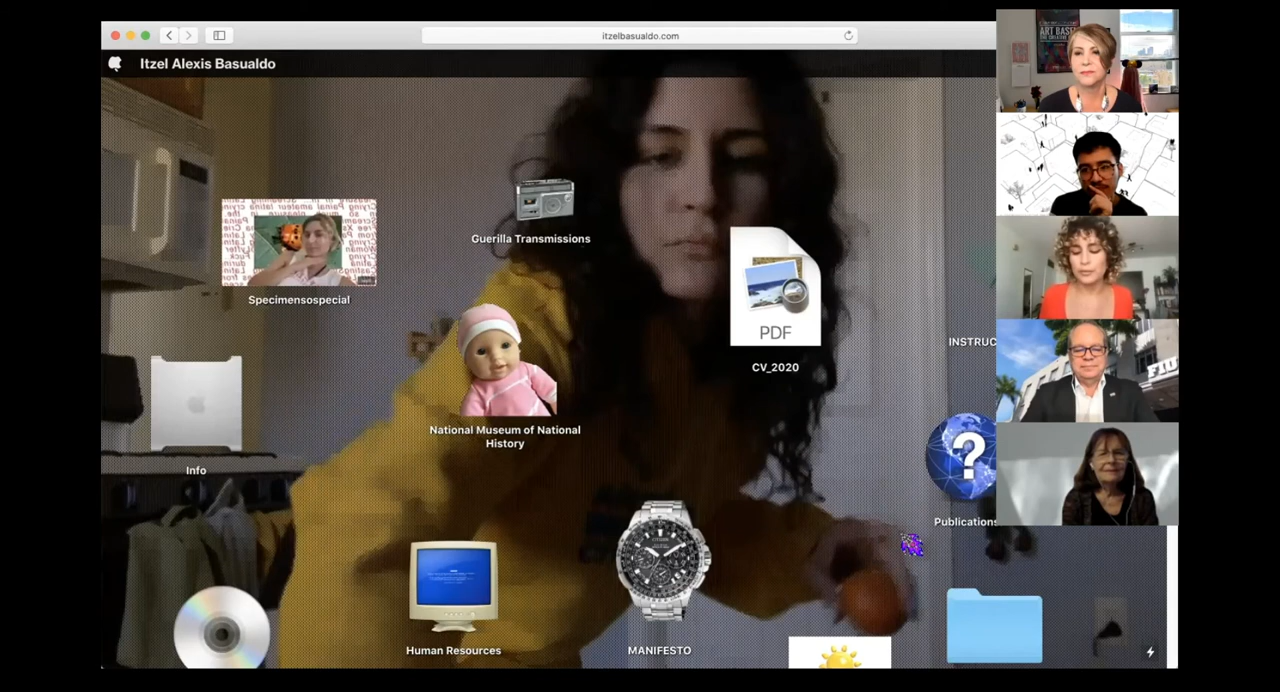 itzelbasualdo.com
Itzel Alexis Basualdo
ART BASEL
Guerilla Transmissions
Specimensospecial
PDF
CV_2020
INSTRUC
National Museum of National
History
Info
?
Publications
FIU
CITIZEN
Human Resources
MANIFESTO